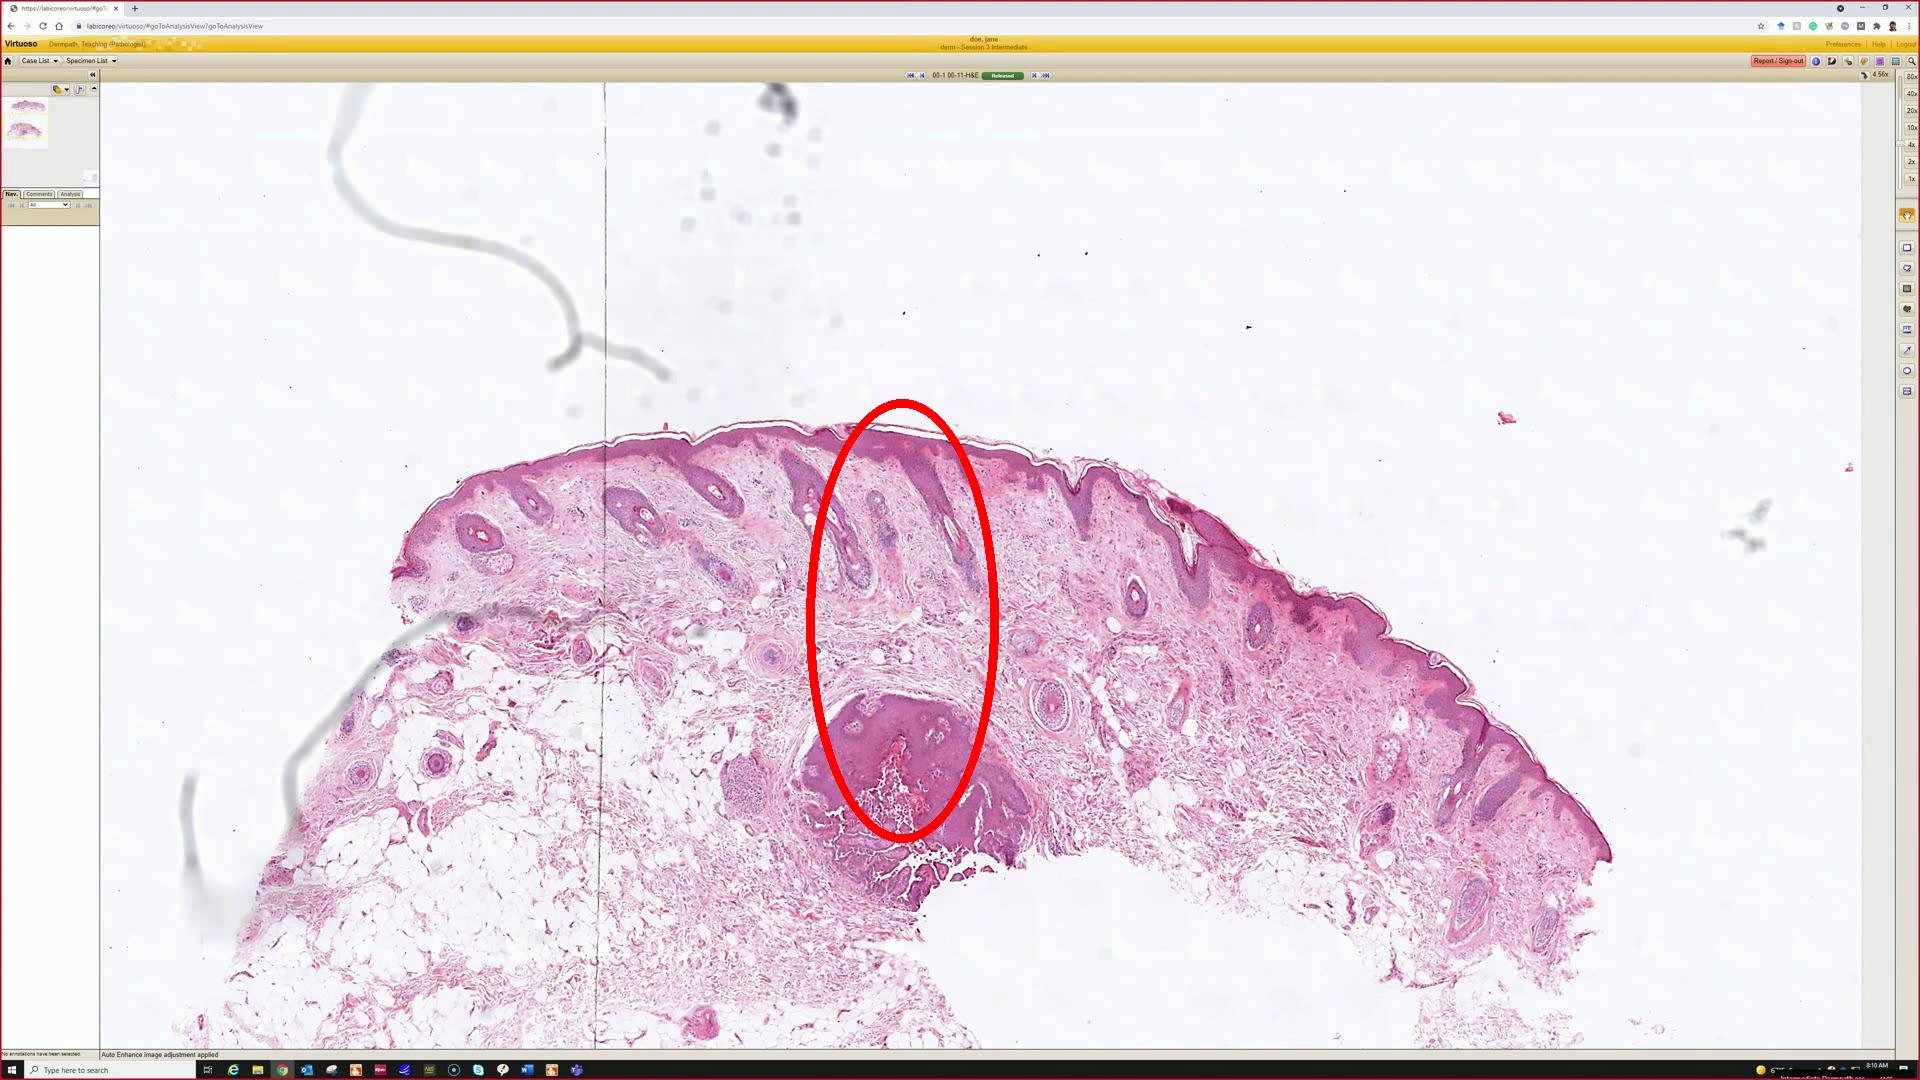 https://labicoreo/virtuoso/#goTo
labicoreo/virtuoso/#goToAnalysisView?goToAnalysisView
Virtuoso
Dermpath, Teaching (Pathologist)
doe, jane
derm - Session 3 Intermediate
Preferences | Help | Logout
Case List
Specimen List
Report / Sign-out
00-1 00-11-H&E
Released
4.56x
80x
40x
20x
10x
4x
2x
1x
Nav.
Comments
Analysis
All
No annotations have been selected.
Auto Enhance image adjustment applied
Type here to search
8:10 AM